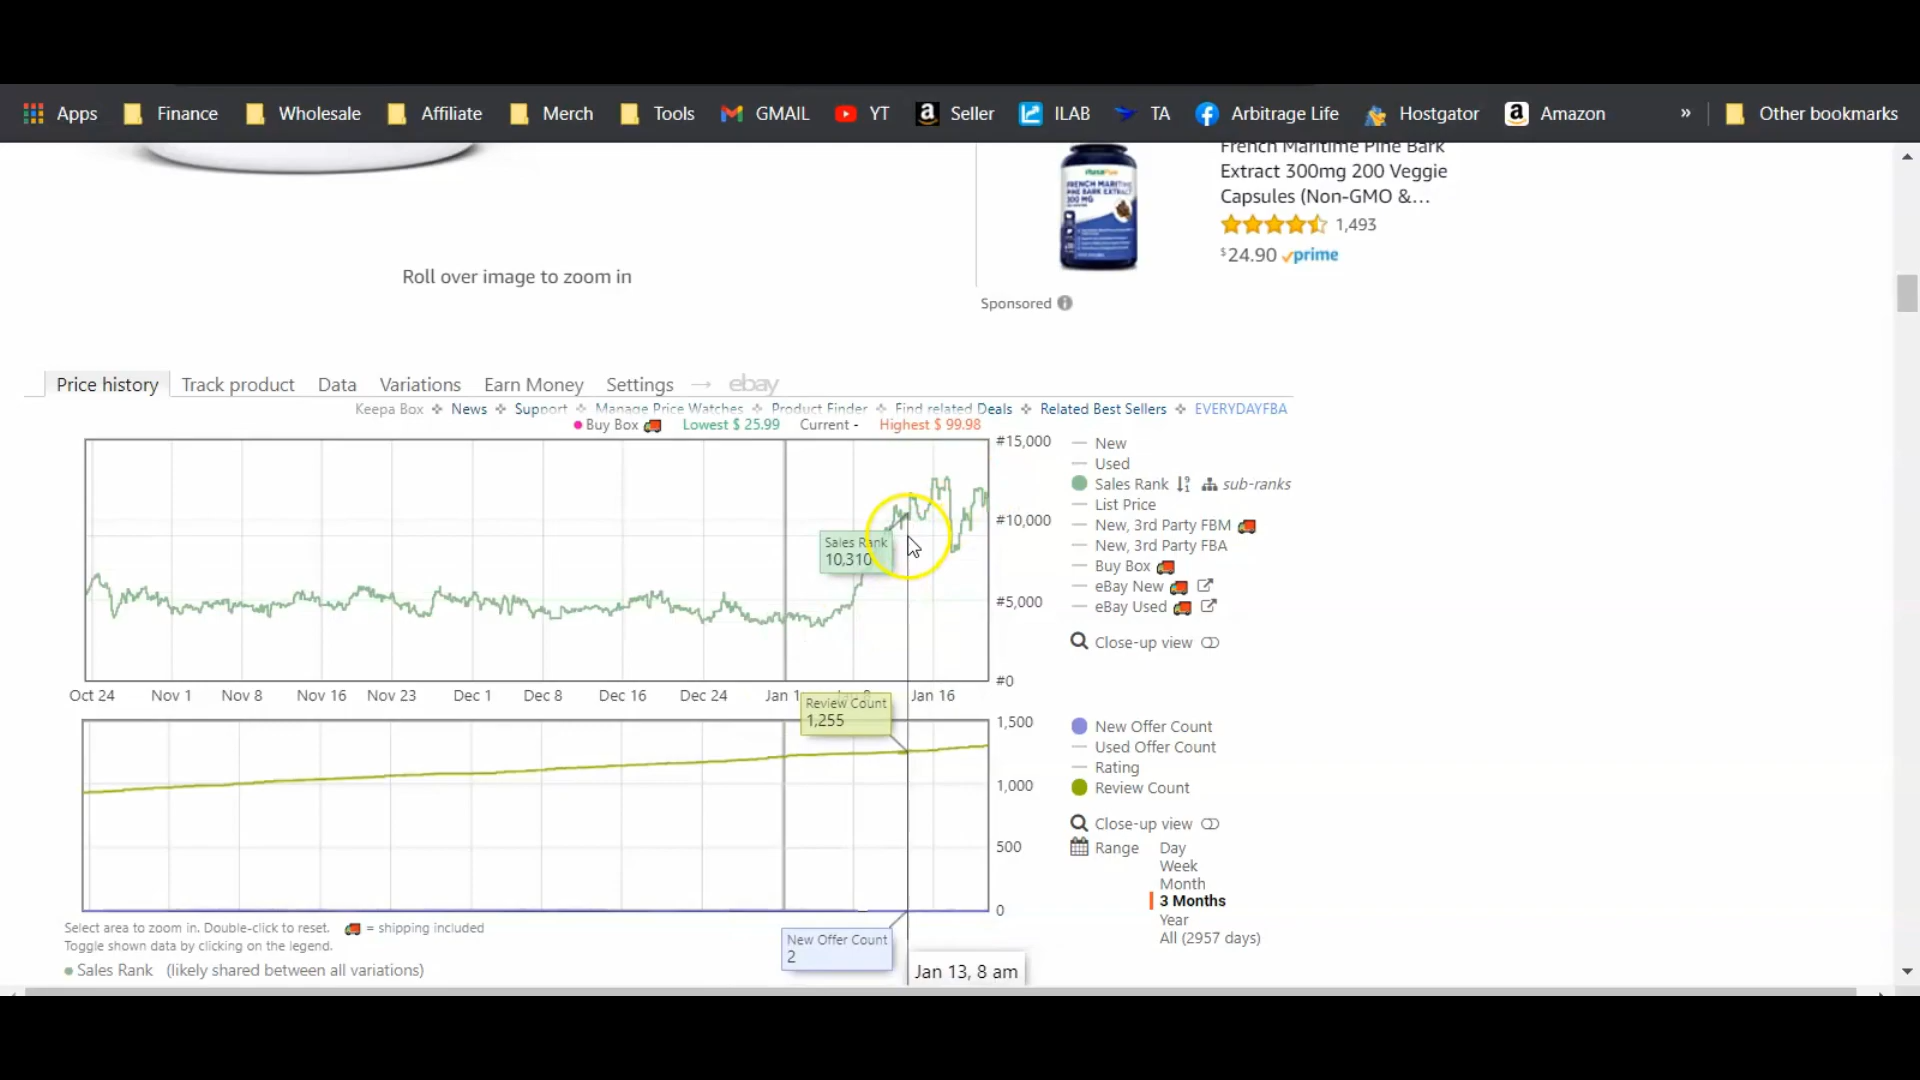 Apps Finance Wholesale Affiliate Merch Tools GMAIL YT Seller ILAB TA Arbitrage Life Hostgator Amazon » Other bookmarks
French Maritime Pine Bark
Extract 300mg 200 Veggie
Capsules (Non-GMO &...
1,493
$24.90 prime
Roll over image to zoom in
Sponsored
Price history Track product Data Variations Earn Money Settings → ebay
Keepa Box News Support Manage Price Watches Product Finder Find related Deals Related Best Sellers EVERYDAYFBA
Buy Box Lowest $ 25.99 Current - Highest $ 99.98
#15,000
#10,000
#5,000
#0
Sales Rank
10,310
Oct 24 Nov 1 Nov 8 Nov 16 Nov 23 Dec 1 Dec 8 Dec 16 Dec 24 Jan 1 Jan 8 Jan 16
New
Used
Sales Rank sub-ranks
List Price
New, 3rd Party FBM
New, 3rd Party FBA
Buy Box
eBay New
eBay Used
Close-up view
Review Count
1,255
1,500
1,000
500
0
New Offer Count
Used Offer Count
Rating
Review Count
Close-up view
Range Day
Week
Month
3 Months
Year
All (2957 days)
Select area to zoom in. Double-click to reset. = shipping included
Toggle shown data by clicking on the legend.
New Offer Count
2
Jan 13, 8 am
Sales Rank (likely shared between all variations)